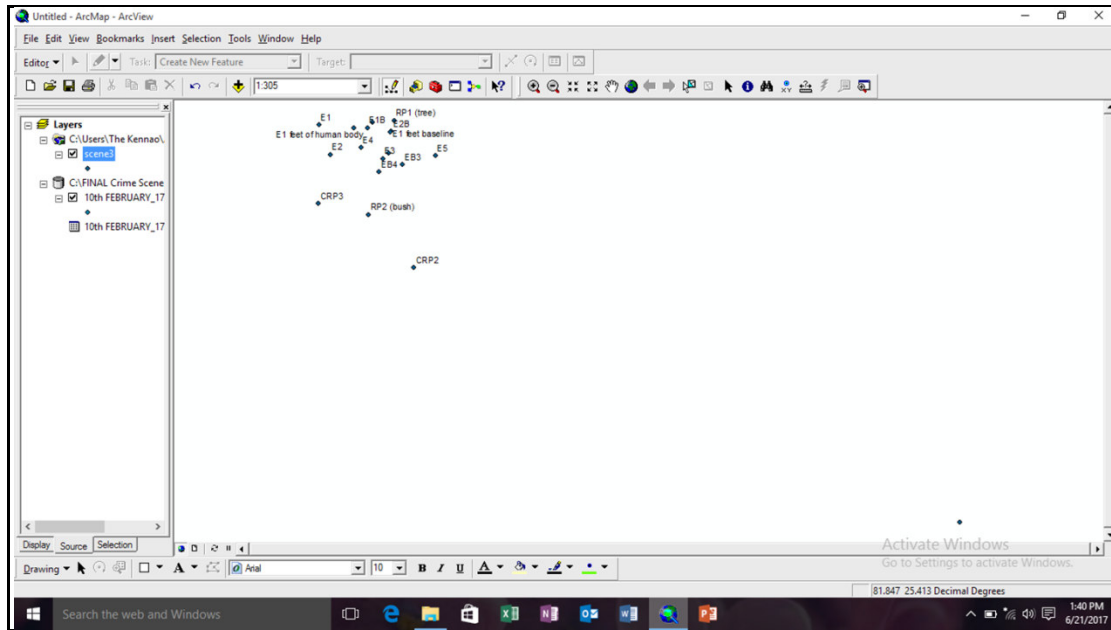 Untitled - ArcMap - ArcView
File Edit View Bookmarks Insert Selection Tools Window Help
Editor Task: Create New Feature Target:
1:305
Layers
C:\Users\The Kennao\
scene3
C:\FINAL Crime Scene
10th FEBRUARY_17
10th FEBRUARY_17
RP1 (tree)
E1 E1B E2B
E1 feet of human body E1 feet baseline
E4
E2 E3 E5
EB3
EB4
CRP3
RP2 (bush)
CRP2
Display Source Selection
Activate Windows
Go to Settings to activate Windows.
Drawing A Arial 10 B I U A
81.847 25.413 Decimal Degrees
Search the web and Windows
1:40 PM
6/21/2017